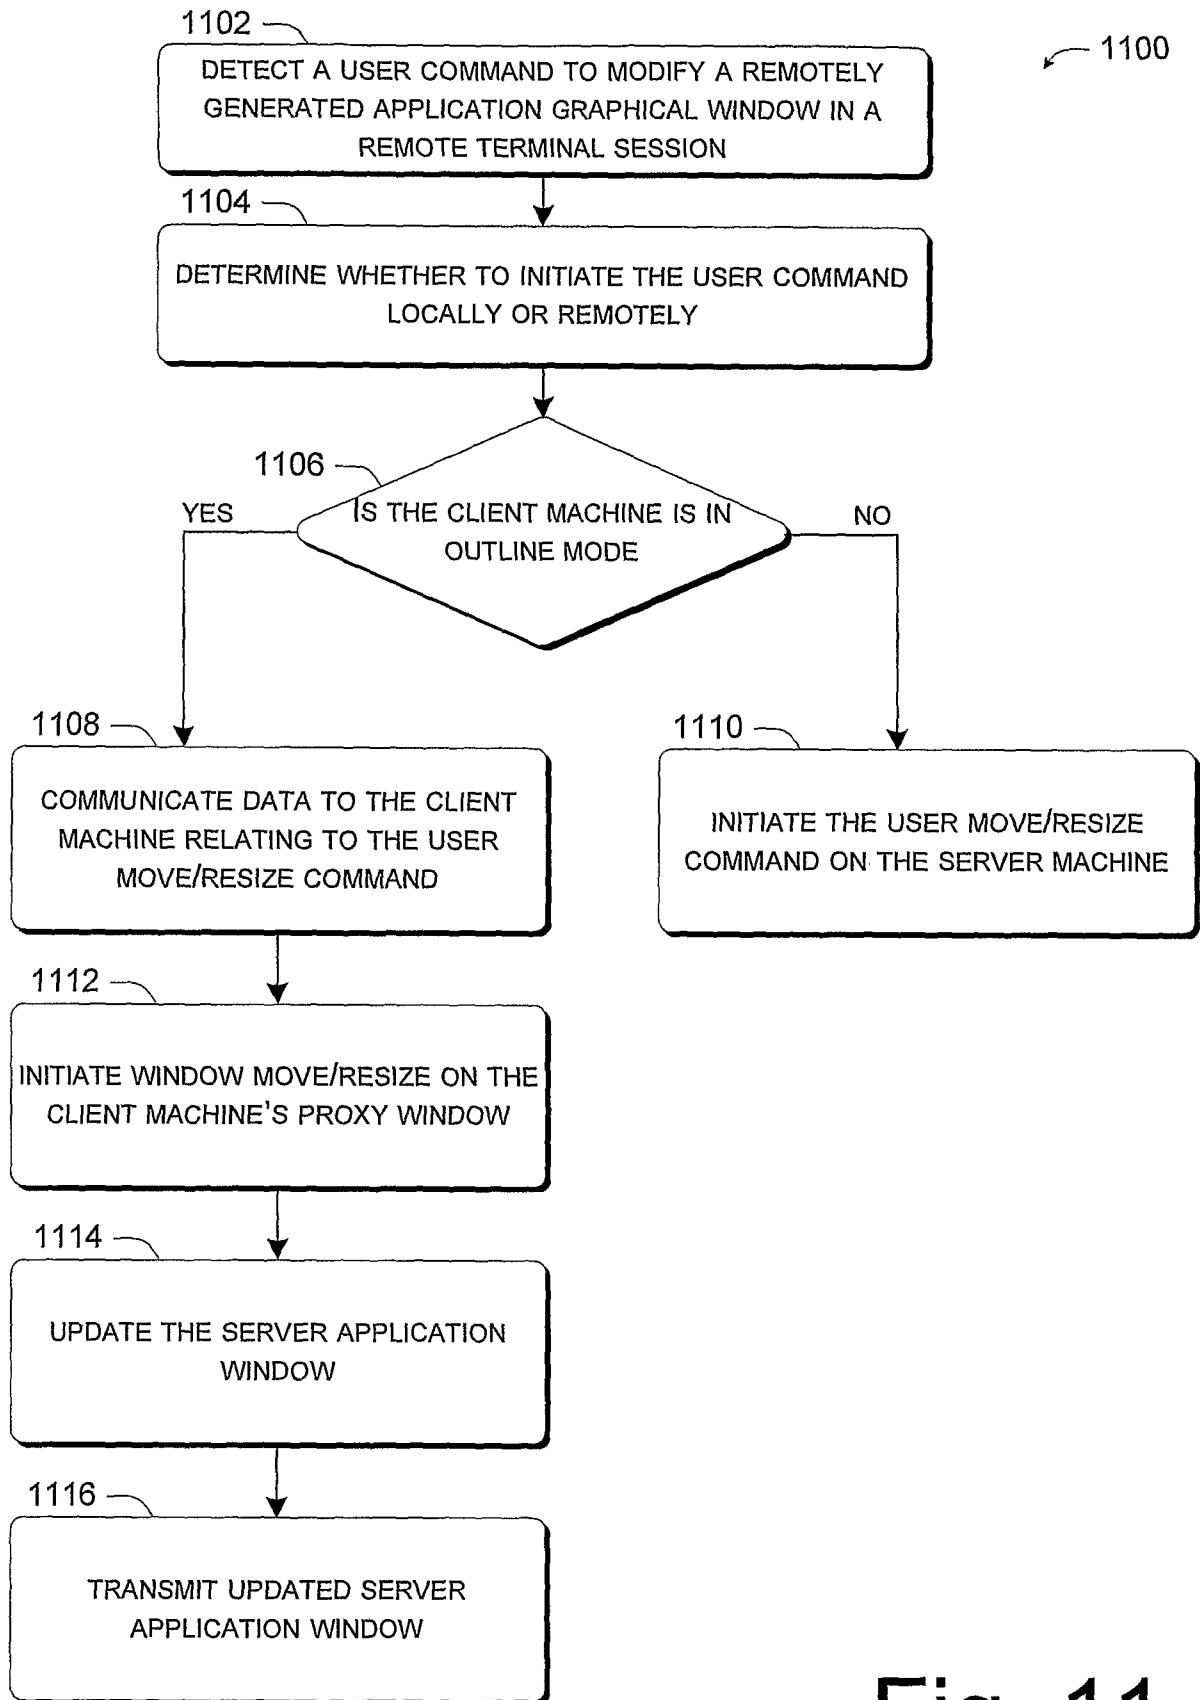 1102
1100
DETECT A USER COMMAND TO MODIFY A REMOTELY
GENERATED APPLICATION GRAPHICAL WINDOW IN A
REMOTE TERMINAL SESSION
1104
DETERMINE WHETHER TO INITIATE THE USER COMMAND
LOCALLY OR REMOTELY
1106
YES
IS THE CLIENT MACHINE IS IN
OUTLINE MODE
NO
1108
COMMUNICATE DATA TO THE CLIENT
MACHINE RELATING TO THE USER
MOVE/RESIZE COMMAND
1110
INITIATE THE USER MOVE/RESIZE
COMMAND ON THE SERVER MACHINE
1112
INITIATE WINDOW MOVE/RESIZE ON THE
CLIENT MACHINE'S PROXY WINDOW
1114
UPDATE THE SERVER APPLICATION
WINDOW
1116
TRANSMIT UPDATED SERVER
APPLICATION WINDOW
Fig. 11